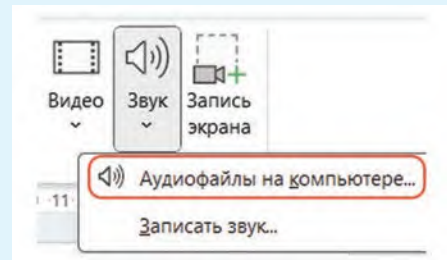 Видео
Звук
Запись
экрана
Аудиофайлы на компьютере...
11
Записать звук...